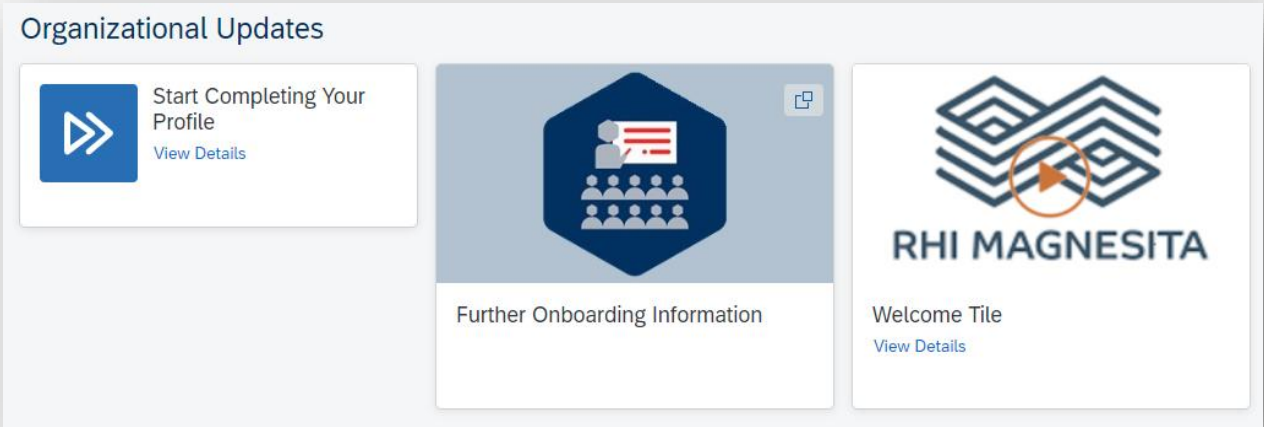 Organizational Updates
Start Completing Your
Profile
View Details
Further Onboarding Information
RHI MAGNESITA
Welcome Tile
View Details